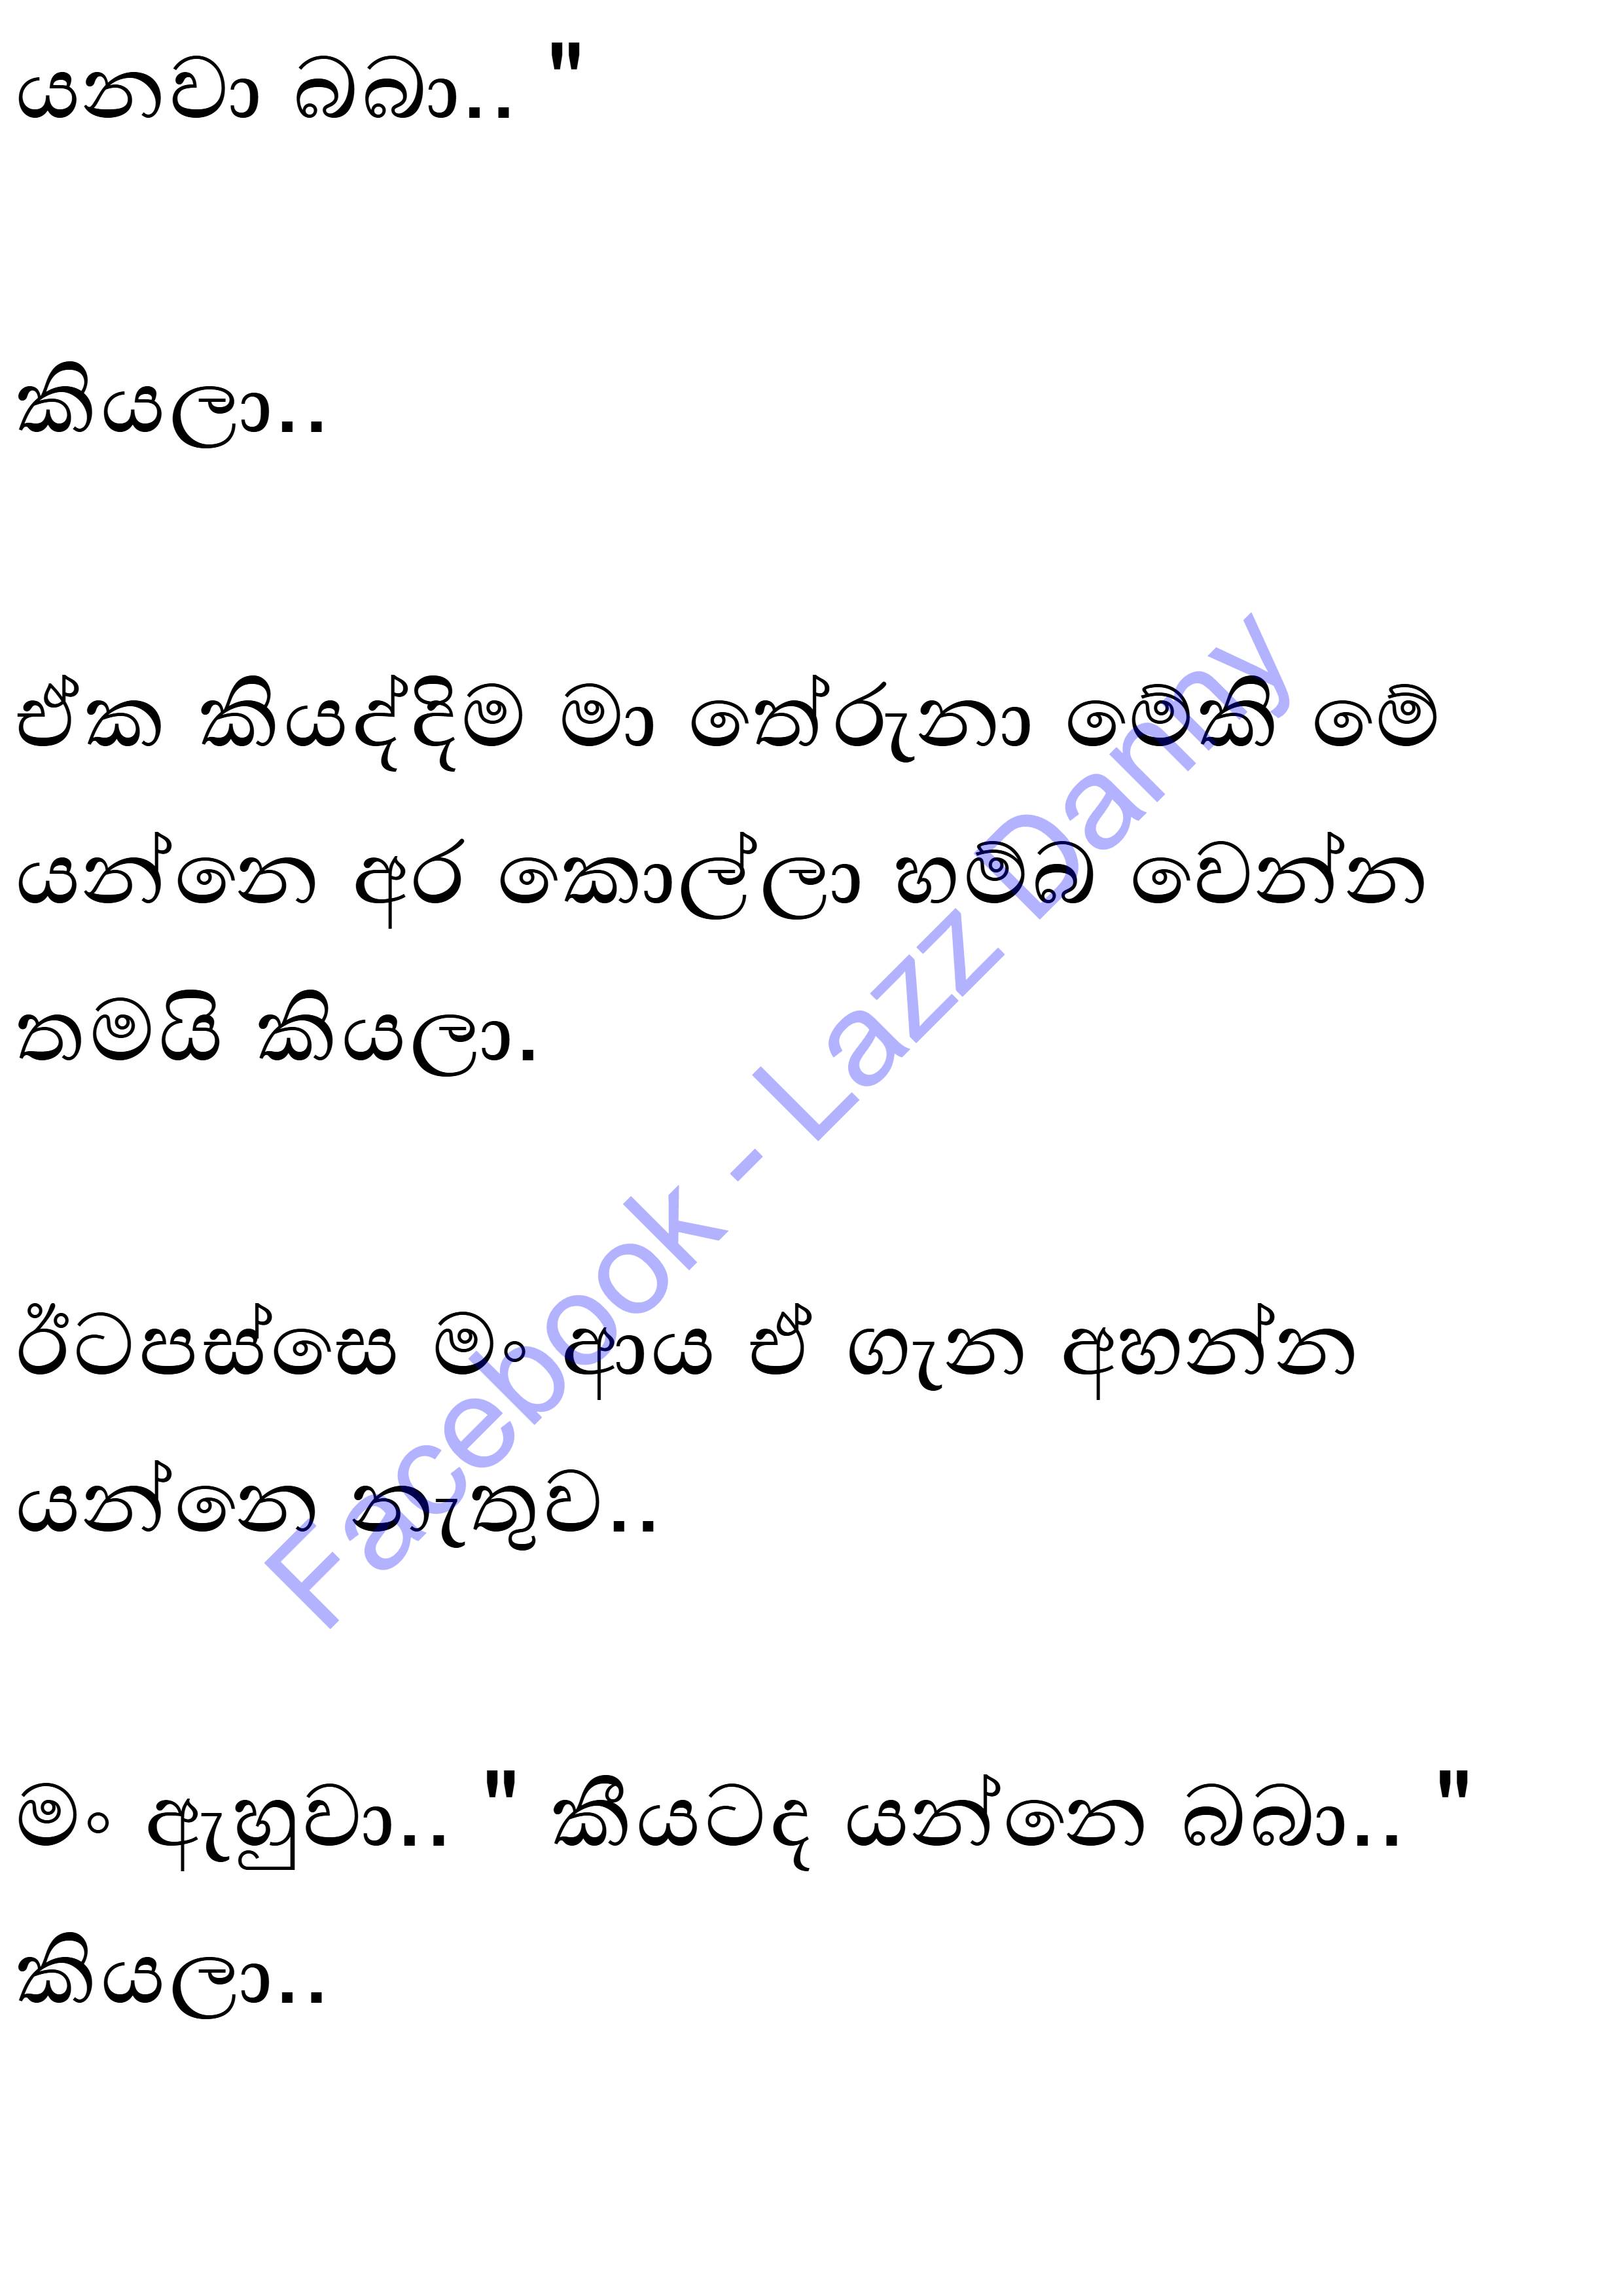 යනවා බබා.. "
කියලා..
ඒක කියද්දිම මා තේරුනා මේකි මේ
යන්නෙ අර කොල්ලා හම්බ වෙන්න
තමයි කියලා.
ඊටපස්සෙ මං ආය ඒ ගැන අහන්න
යන්නෙ නැතුව..
මං ඇහුවා.. " කීයටද යන්නෙ බබා.. "
කියලා..
Facebook - Lazz Danny